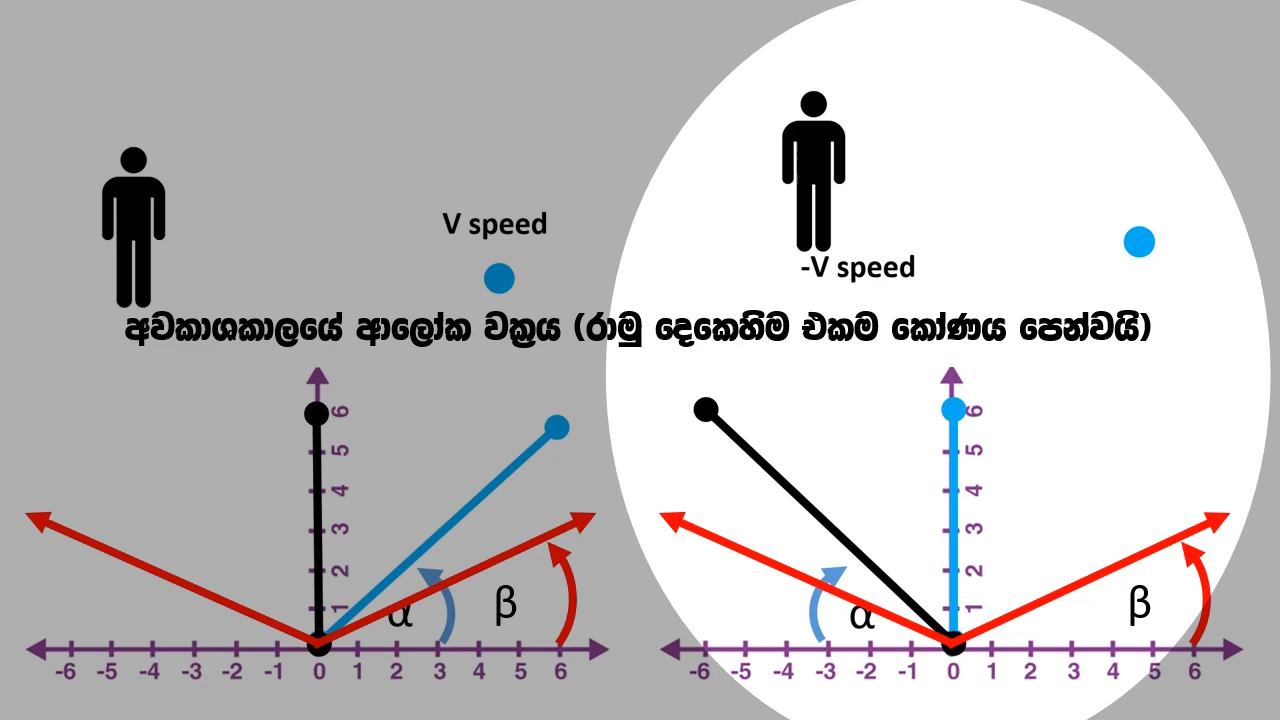 V speed
-V speed
අවකාශකාලයේ ආලෝක වක්‍රය (රාමු දෙකෙහිම එකම කෝණය පෙන්වයි)
6
5
4
3
2
1
α
β
-6 -5 -4 -3 -2 -1 0 1 2 3 4 5 6
6
5
4
3
2
1
α
β
-6 -5 -4 -3 -2 -1 0 1 2 3 4 5 6